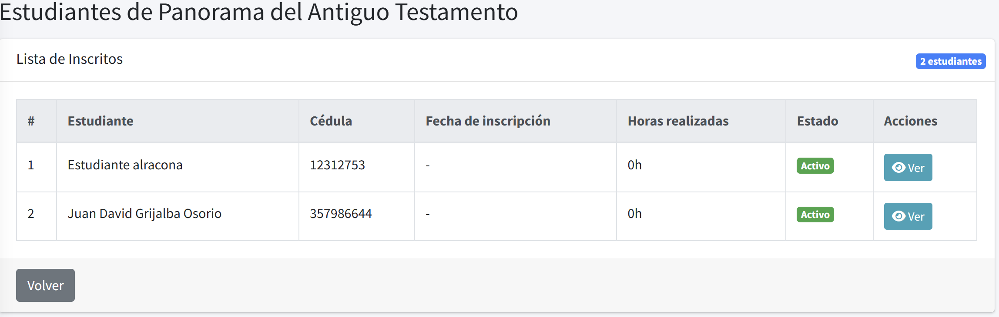 Estudiantes de Panorama del Antiguo Testamento
Lista de Inscritos
2 estudiantes
# Estudiante Cédula Fecha de inscripción Horas realizadas Estado Acciones
1 Estudiante alracona 12312753 - 0h Activo Ver
2 Juan David Grijalba Osorio 357986644 - 0h Activo Ver
Volver